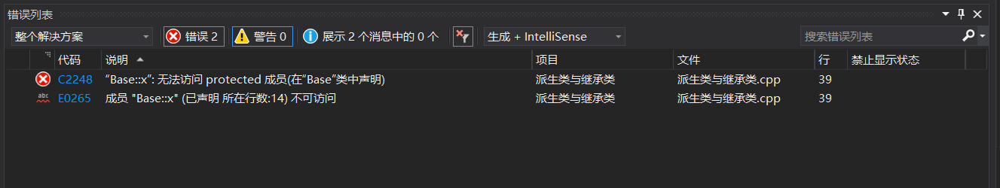 错误列表
整个解决方案 错误 2 警告 0 展示 2 个消息中的 0 个 生成 + IntelliSense 搜索错误列表
代码 说明 项目 文件 行 禁止显示状态
C2248 “Base::x”: 无法访问 protected 成员(在“Base”类中声明) 派生类与继承类 派生类与继承类.cpp 39
abc E0265 成员 "Base::x" (已声明 所在行数:14) 不可访问 派生类与继承类 派生类与继承类.cpp 39